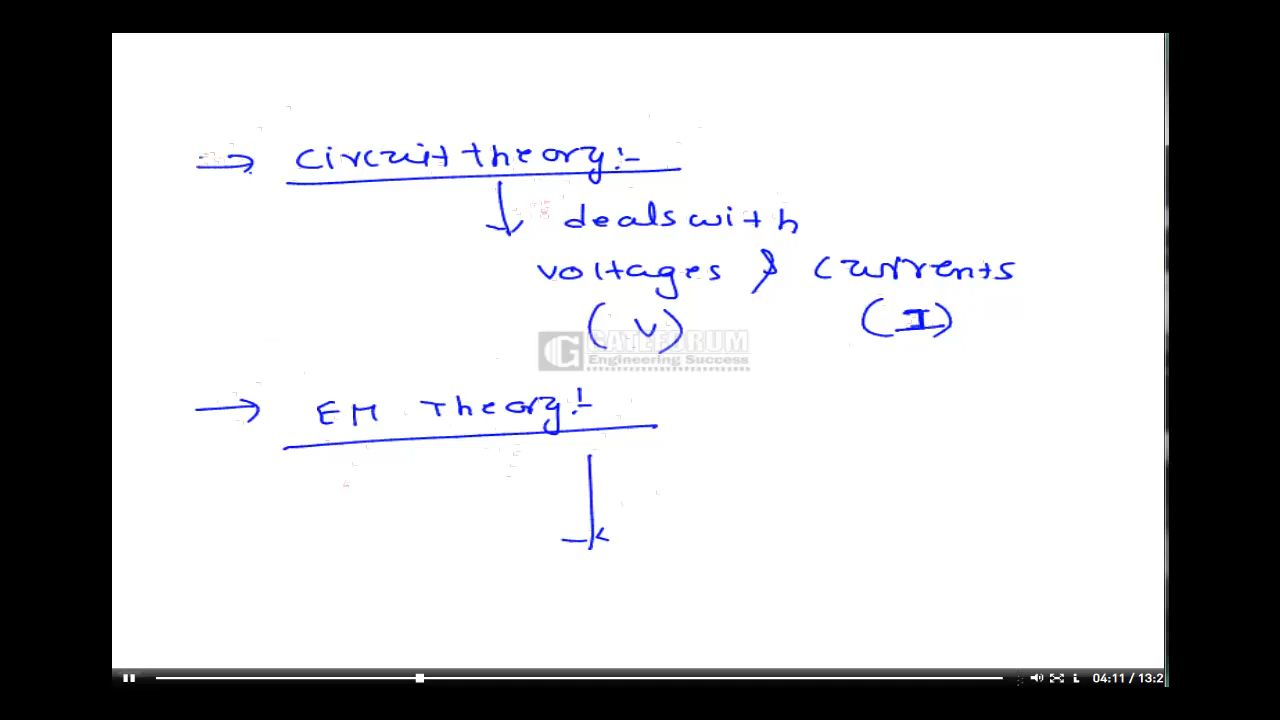 → Circuit theory:-
↓ deals with
voltages & currents
(V) (I)
GATEFORUM
Engineering Success
→ EM Theory:-
04:11 / 13:2